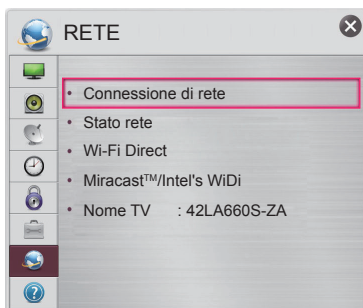 RETE
• Connessione di rete
• Stato rete
• Wi-Fi Direct
• Miracast™/Intel's WiDi
• Nome TV : 42LA660S-ZA